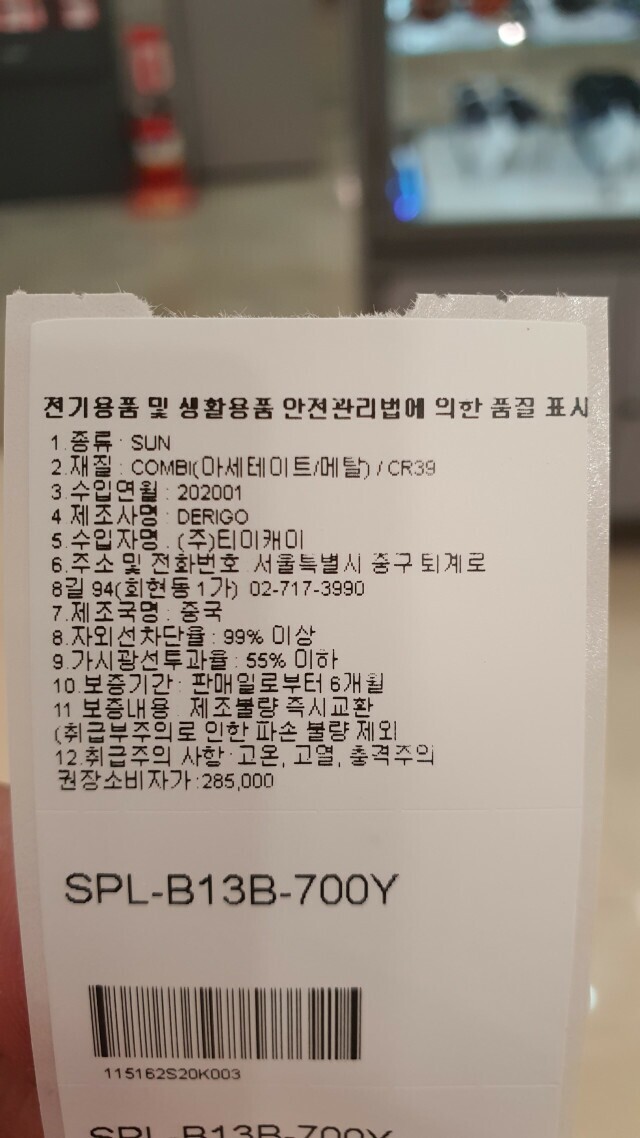 전기용품 및 생활용품 안전관리법에 의한 품질 표시
1.종류 : SUN
2.재질 : COMBI(아세테이트/메탈) / CR39
3.수입연월 : 202001
4 제조사명 : DERIGO
5.수입자명 . (주)티이케이
6.주소 및 전화번호 서울특별시 중구 퇴계로
8길 94(회현동 1가) 02-717-3990
7.제조국명 : 중국
8.자외선차단율 : 99% 이상
9.가시광선투과율 : 55% 이하
10.보증기간 : 판매일로부터 6개월
11 보증내용 제조불량 즉시교환
(취급부주의로 인한 파손 불량 제외
12.취급주의 사항 : 고온, 고열, 충격주의
권장소비자가:285,000
SPL-B13B-700Y
115162S20K003
SPL-B13B-700Y